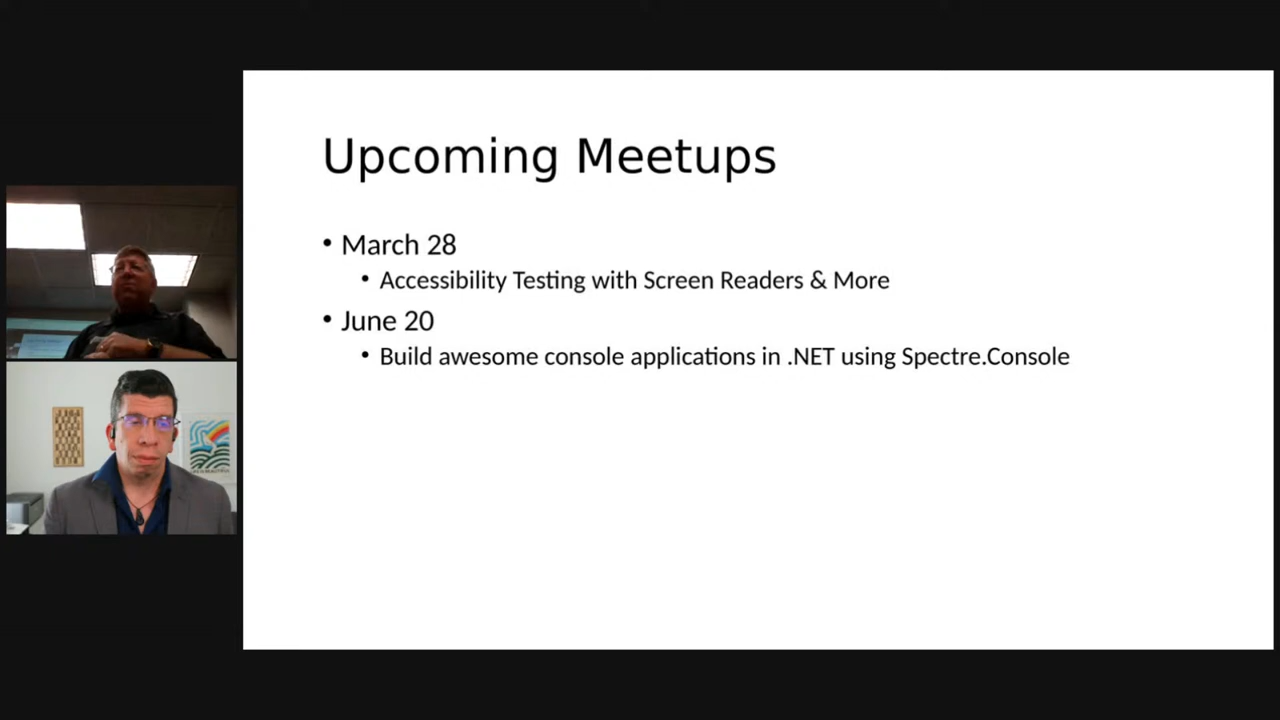 Upcoming Meetups
• March 28
• Accessibility Testing with Screen Readers & More
• June 20
• Build awesome console applications in .NET using Spectre.Console